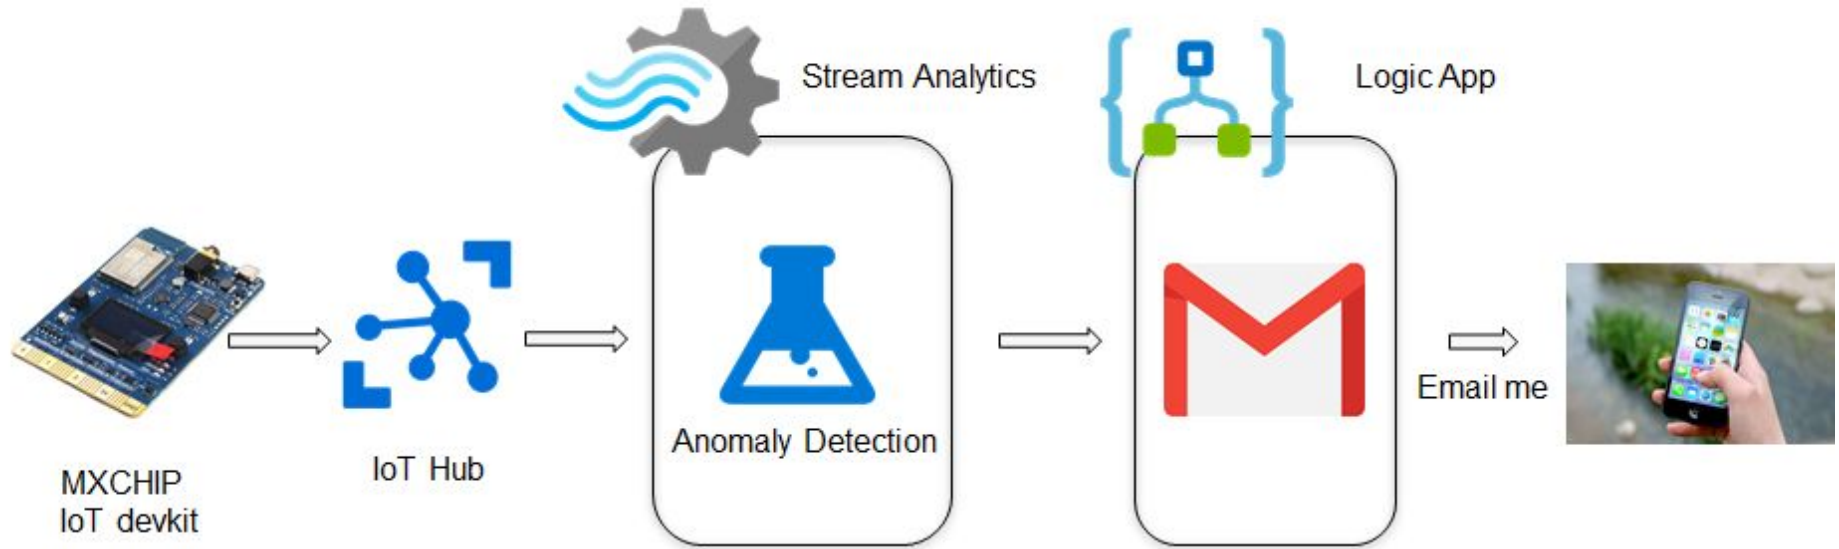 Stream Analytics
Logic App
Anomaly Detection
Email me
IoT Hub
MXCHIP
IoT devkit